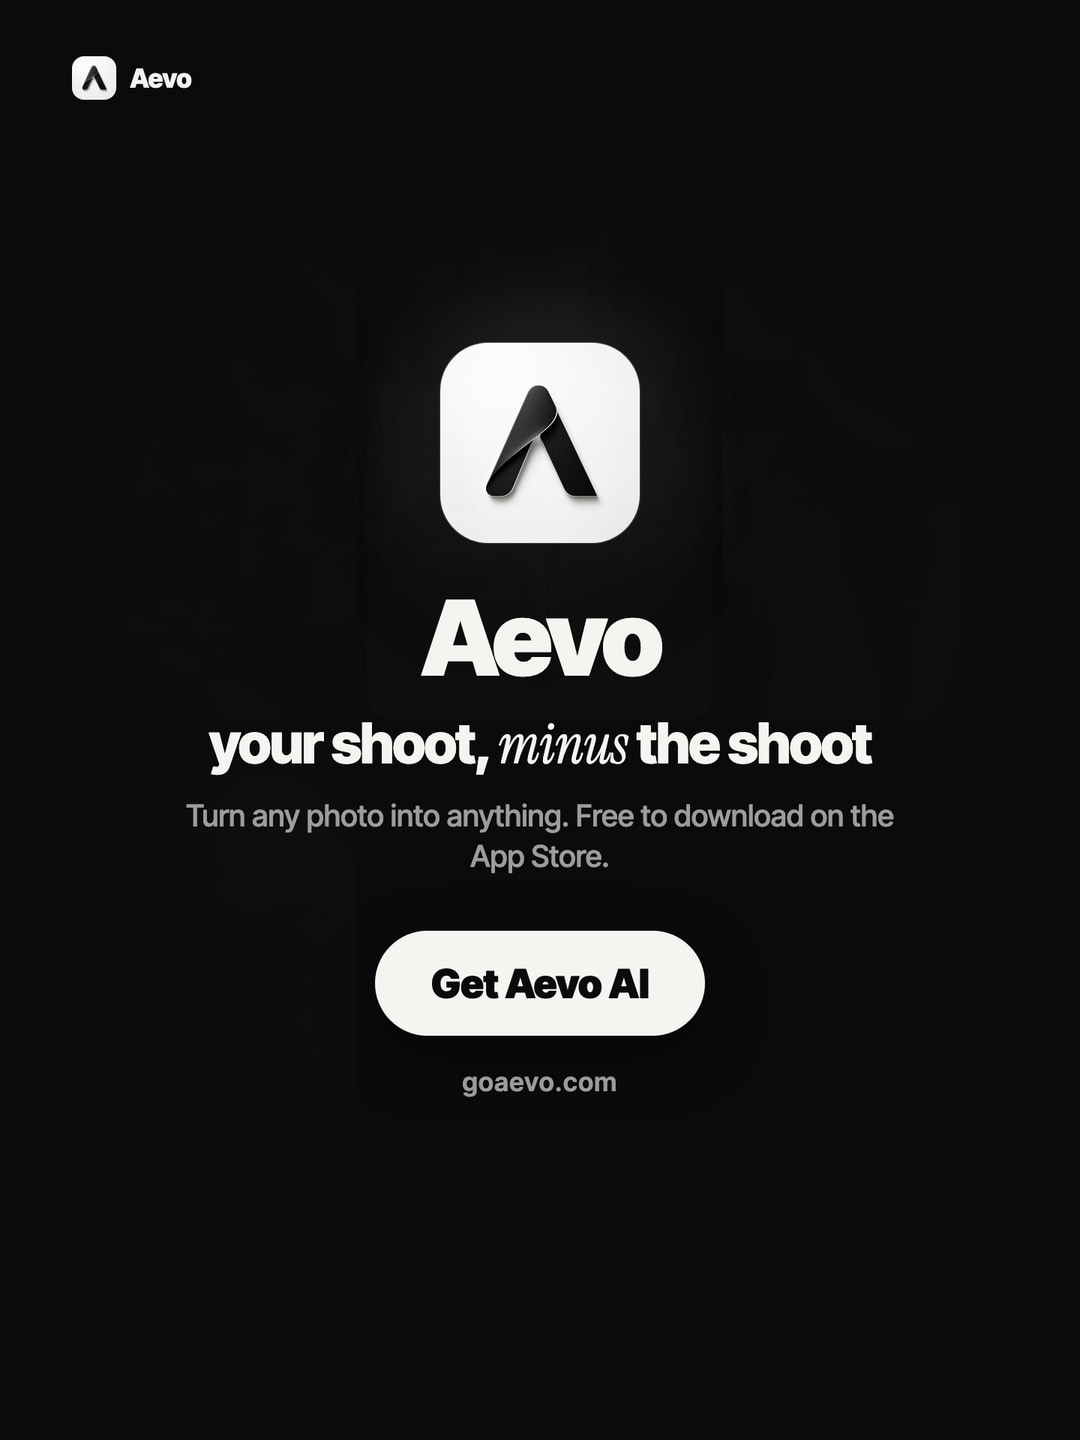 Aevo
Aevo
your shoot, minus the shoot
Turn any photo into anything. Free to download on the
App Store.
Get Aevo AI
goaevo.com